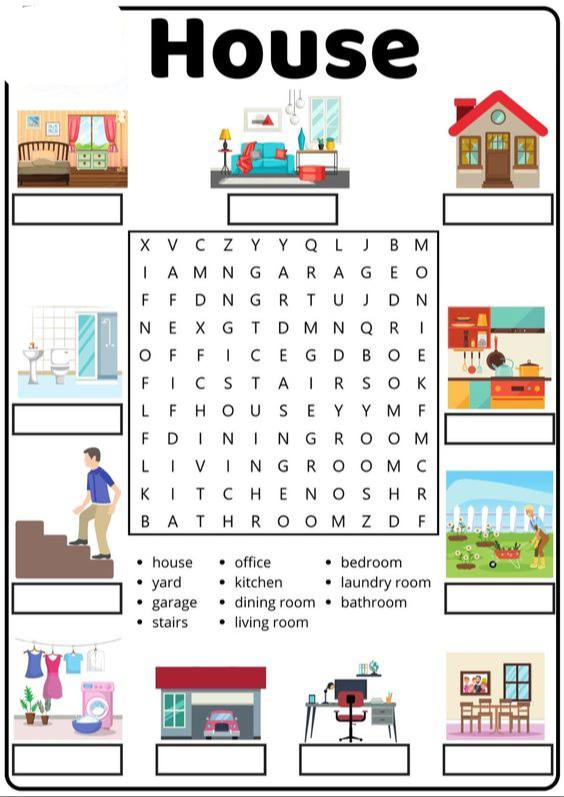 House
X V C Z Y Y Q L J B M
I A M N G A R A G E O
F F D N G R T U J D N
N E X G T D M N Q R I
O F F I C E G D B O E
F I C S T A I R S O K
L F H O U S E Y Y M F
F D I N I N G R O O M
L I V I N G R O O M C
K I T C H E N O S H R
B A T H R O O M Z D F
• house • office • bedroom
• yard • kitchen • laundry room
• garage • dining room • bathroom
• stairs • living room